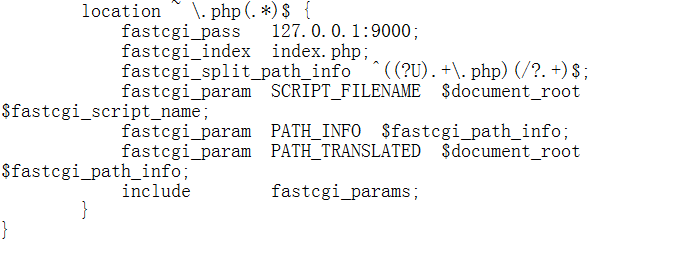 location ~ \.php(.*)$ {
fastcgi_pass 127.0.0.1:9000;
fastcgi_index index.php;
fastcgi_split_path_info ^((?U).+\.php)(/?.+)$;
fastcgi_param SCRIPT_FILENAME $document_root
$fastcgi_script_name;
fastcgi_param PATH_INFO $fastcgi_path_info;
fastcgi_param PATH_TRANSLATED $document_root
$fastcgi_path_info;
include fastcgi_params;
}
}